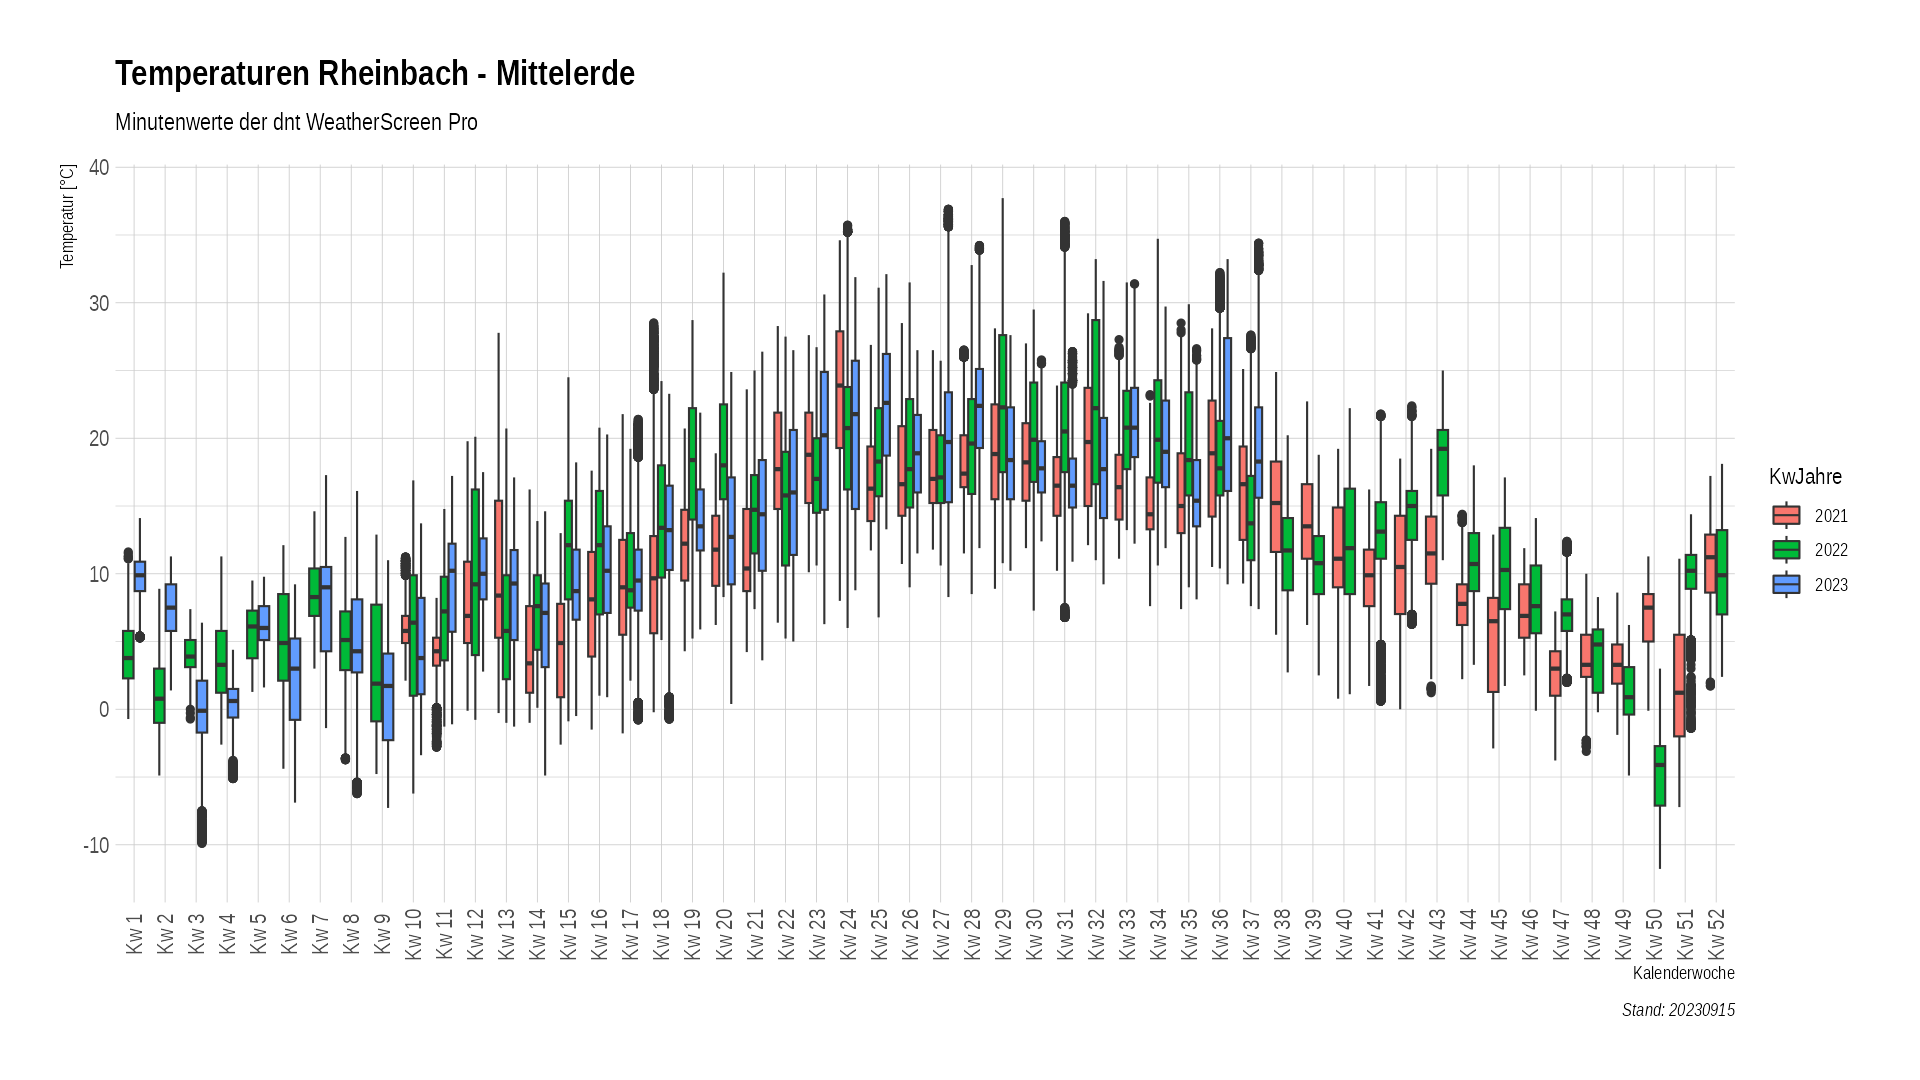 Temperaturen Rheinbach - Mittelerde
Minutenwerte der dnt WeatherScreen Pro
Temperatur [°C]
40
30
20
10
0
-10
Kw 1
Kw 2
Kw 3
Kw 4
Kw 5
Kw 6
Kw 7
Kw 8
Kw 9
Kw 10
Kw 11
Kw 12
Kw 13
Kw 14
Kw 15
Kw 16
Kw 17
Kw 18
Kw 19
Kw 20
Kw 21
Kw 22
Kw 23
Kw 24
Kw 25
Kw 26
Kw 27
Kw 28
Kw 29
Kw 30
Kw 31
Kw 32
Kw 33
Kw 34
Kw 35
Kw 36
Kw 37
Kw 38
Kw 39
Kw 40
Kw 41
Kw 42
Kw 43
Kw 44
Kw 45
Kw 46
Kw 47
Kw 48
Kw 49
Kw 50
Kw 51
Kw 52
Kalenderwoche
KwJahre
2021
2022
2023
Stand: 20230915